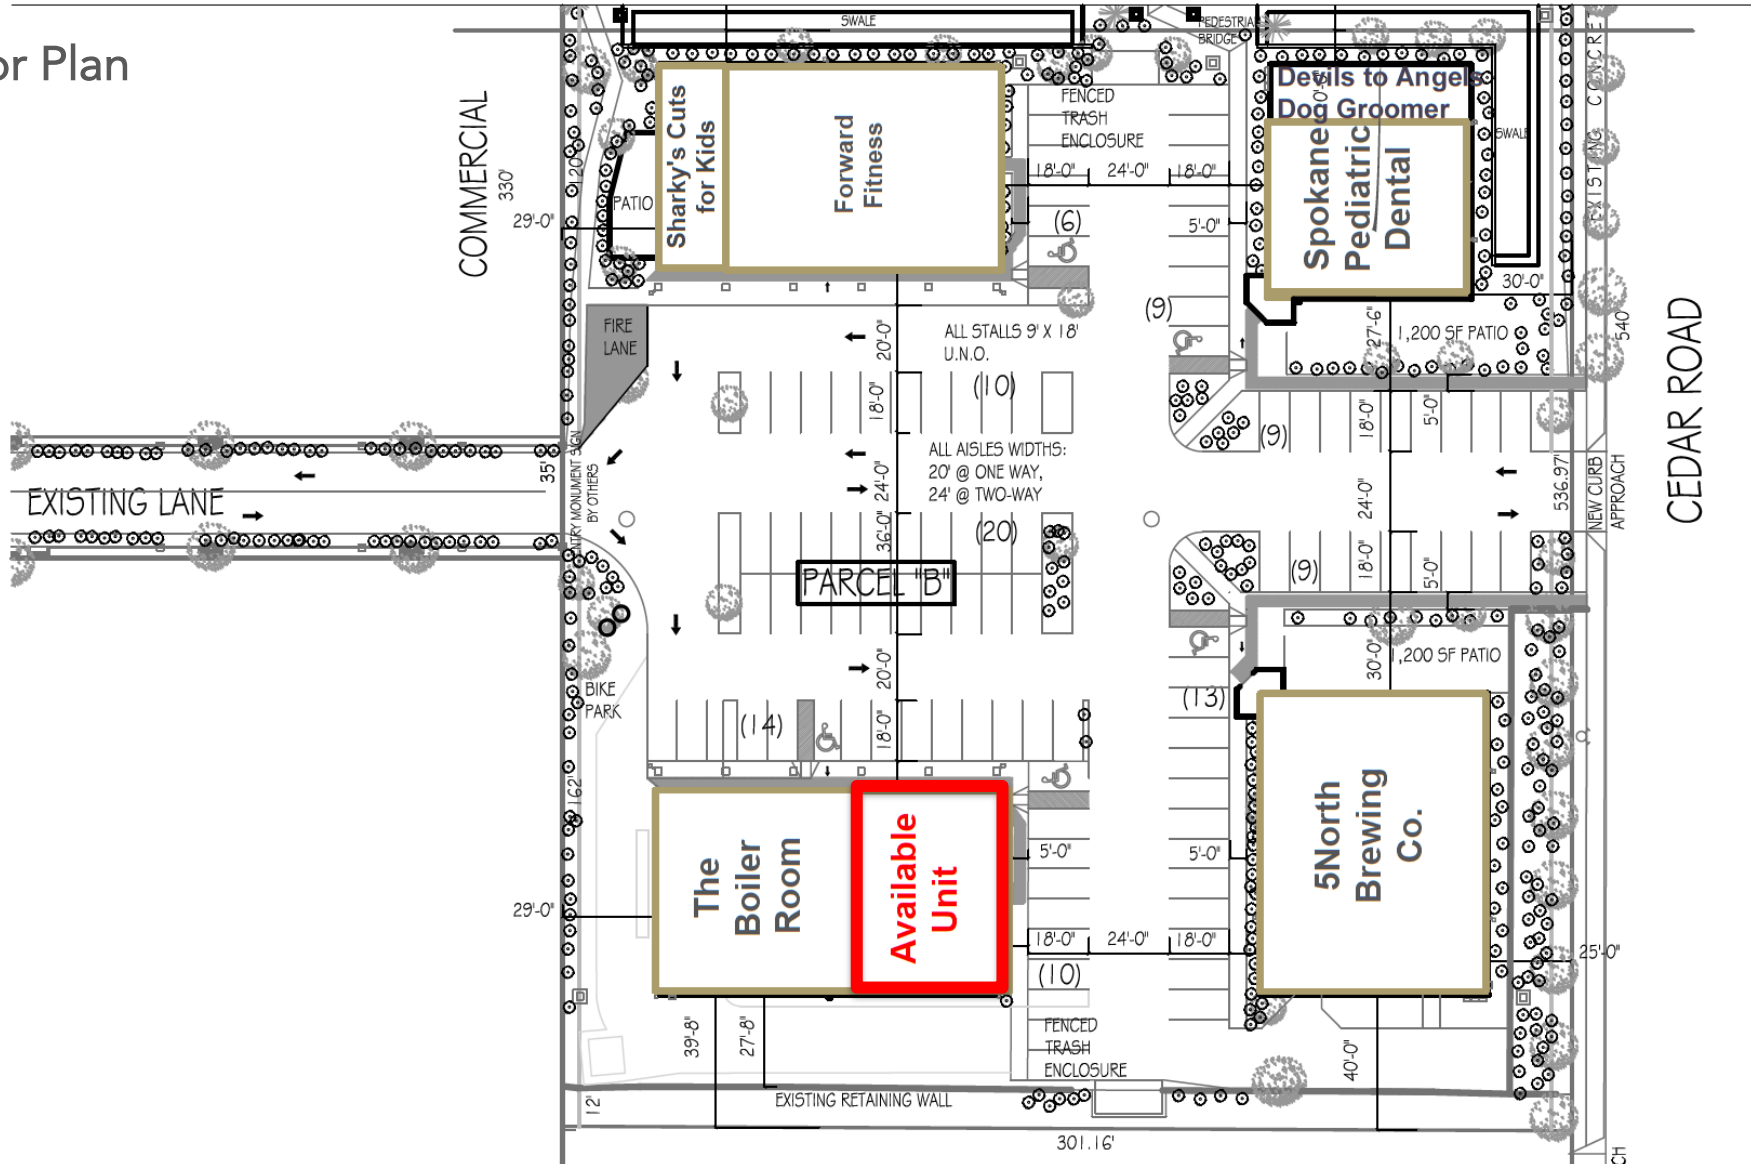 or Plan
SWALE
PEDESTRIAN
BRIDGE
COMMERCIAL
330'
120'
29'-0"
PATIO
Sharky's Cuts
for Kids
Forward
Fitness
FENCED
TRASH
ENCLOSURE
18'-0"
24'-0"
18'-0"
(6)
5'-0"
Devils to Angels
Dog Groomer
Spokane
Pediatric
Dental
SWALE
30'-0"
27'-6"
1,200 SF PATIO
540'
CEDAR ROAD
FIRE
LANE
20'-0"
ALL STALLS 9' X 18'
U.N.O.
(10)
18'-0"
(9)
(9)
18'-0"
5'-0"
ALL AISLES WIDTHS:
20' @ ONE WAY,
24' @ TWO-WAY
24'-0"
EXISTING LANE
35'
ENTRY MONUMENT SIGN
BY OTHERS
36'-0"
(20)
PARCEL "B"
24'-0"
536.97'
NEW CURB
APPROACH
18'-0"
5'-0"
(9)
20'-0"
BIKE
PARK
(14)
18'-0"
30'-0"
1,200 SF PATIO
(13)
162'
The
Boiler
Room
Available
Unit
5'-0"
5'-0"
5North
Brewing
Co.
29'-0"
18'-0"
24'-0"
18'-0"
(10)
25'-0"
39'-8"
27'-8"
FENCED
TRASH
ENCLOSURE
40'-0"
12'
EXISTING RETAINING WALL
301.16'
CH